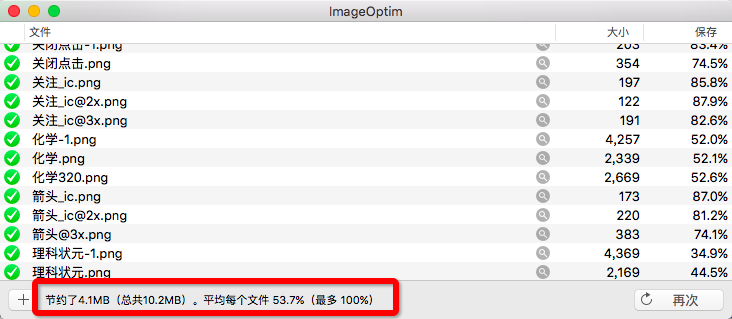 ImageOptim
文件 大小 保存
关闭点击-1.png 203 83.4%
关闭点击.png 354 74.5%
关注_ic.png 197 85.8%
关注_ic@2x.png 122 87.9%
关注_ic@3x.png 191 82.6%
化学-1.png 4,257 52.0%
化学.png 2,339 52.1%
化学320.png 2,669 52.6%
箭头_ic.png 173 87.0%
箭头_ic@2x.png 220 81.2%
箭头@3x.png 383 74.1%
理科状元-1.png 4,369 34.9%
理科状元.png 2,169 44.5%
节约了4.1MB（总共10.2MB）。平均每个文件 53.7%（最多 100%） 再次